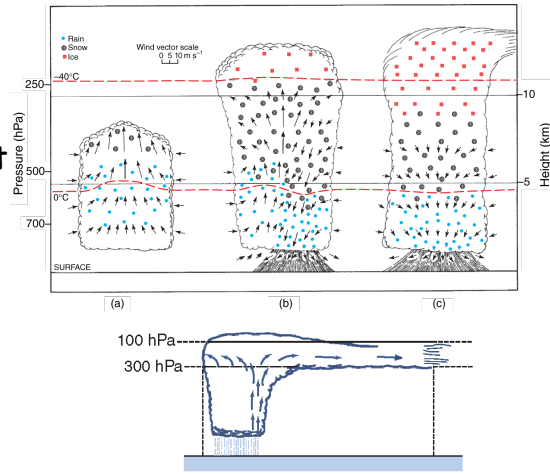 Rain
Snow
Ice
Wind vector scale
0 5 10 m s⁻¹
-40°C
250
10
Pressure (hPa)
Height (km)
500
5
0°C
700
SURFACE
(a)
(b)
(c)
100 hPa
300 hPa